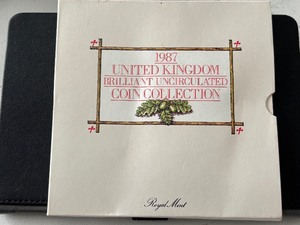 1987
UNITED KINGDOM
BRILLIANT UNCIRCULATED
COIN COLLECTION
Royal Mint